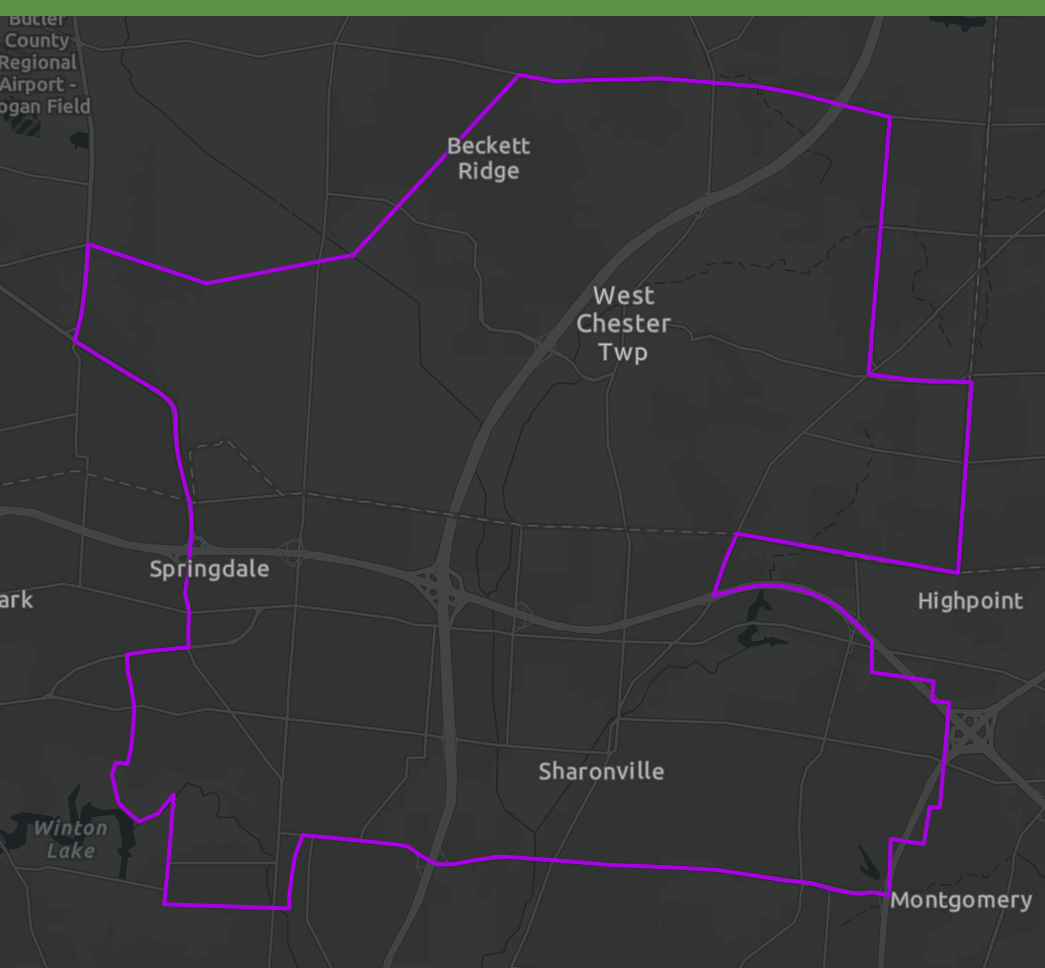 Butler
County
Regional
Airport -
ogan Field
Beckett
Ridge
West
Chester
Twp
Springdale
ark
Highpoint
Sharonville
Winton
Lake
Montgomery